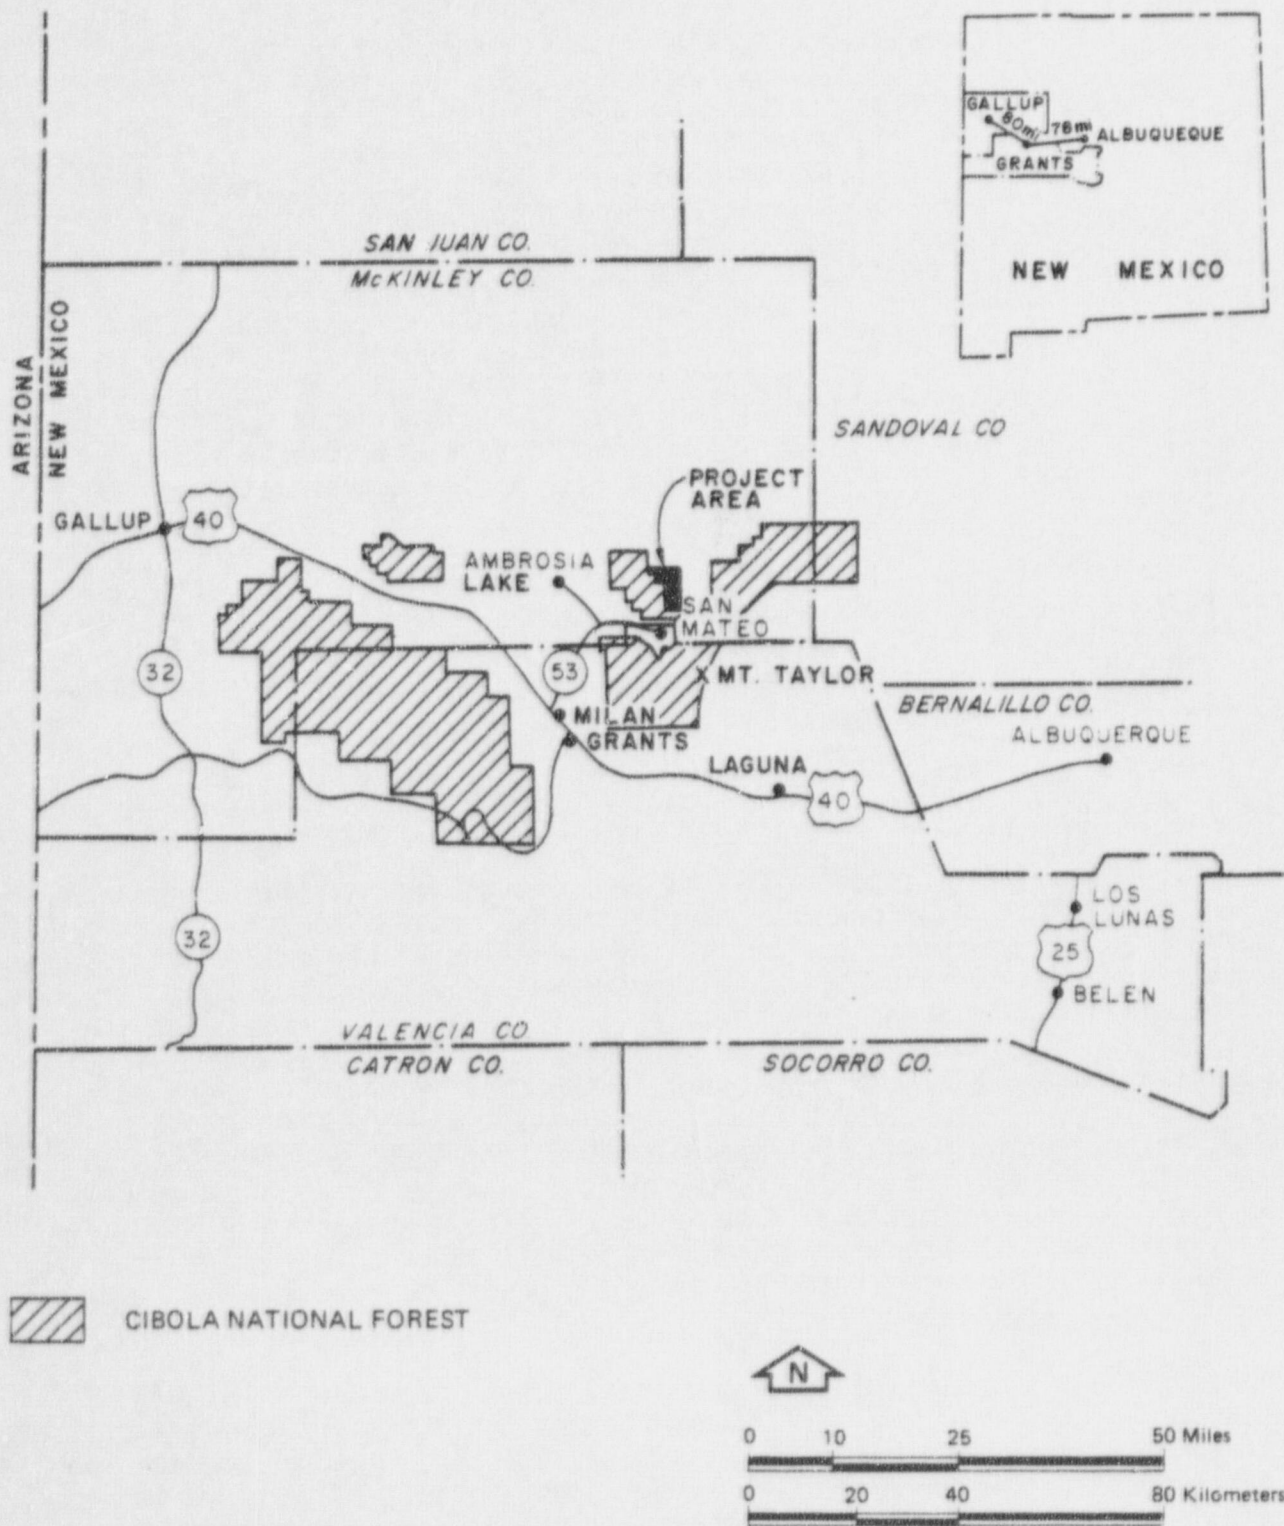 GALLUP
60mi
76mi
ALBUQUEQUE
GRANTS
NEW MEXICO
SAN JUAN CO.
McKINLEY CO.
ARIZONA
NEW MEXICO
SANDOVAL CO
PROJECT
AREA
GALLUP
40
AMBROSIA
LAKE
SAN
MATEO
32
53
X MT. TAYLOR
BERNALILLO CO.
MILAN
GRANTS
ALBUQUERQUE
LAGUNA
40
LOS
LUNAS
32
25
BELEN
VALENCIA CO
CATRON CO.
SOCORRO CO.
CIBOLA NATIONAL FOREST
N
0 10 25 50 Miles
0 20 40 80 Kilometers